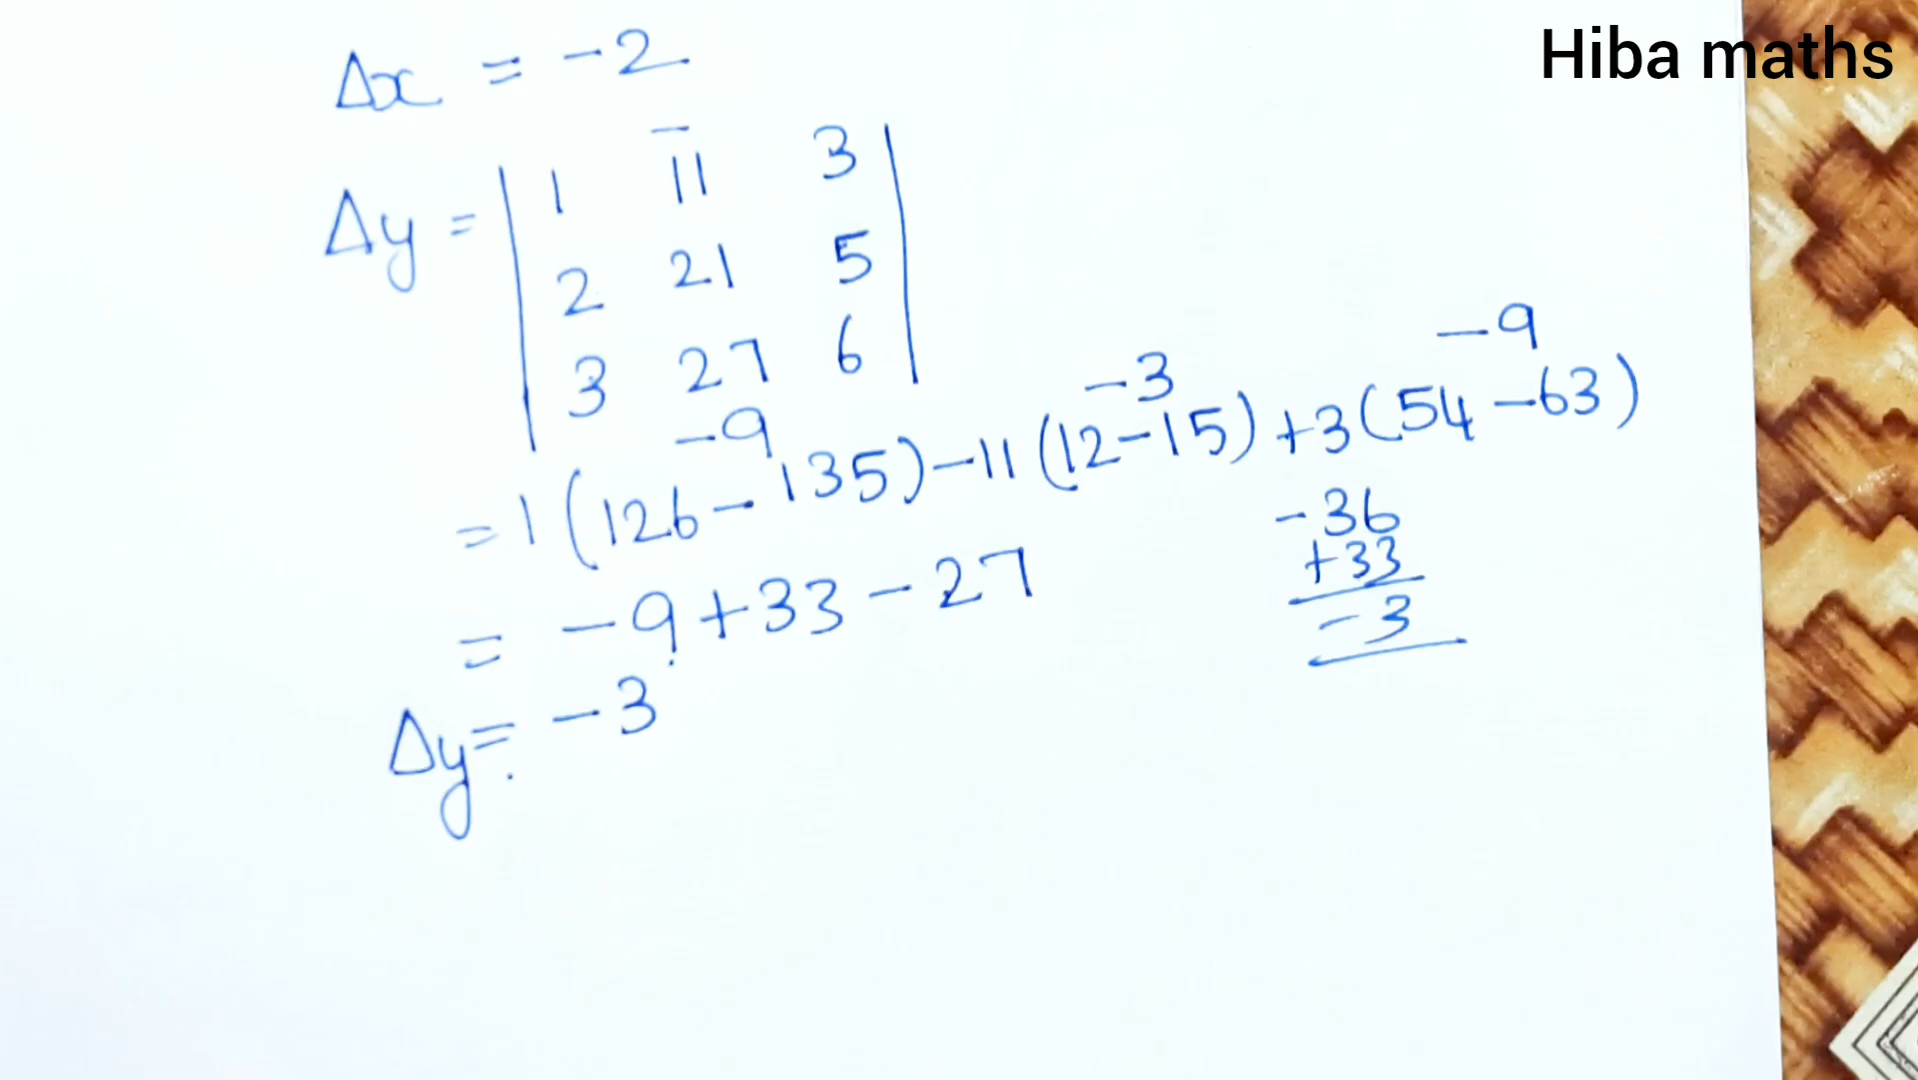 Hiba maths
Δx = -2
Δy = | 1 11 3 |
| 2 21 5 |
| 3 27 6 |
-9 -3 -9
= 1 (126 - 135) - 11 (12 - 15) + 3 (54 - 63)
= -9 + 33 - 27
Δy = -3
-36
+33
-3